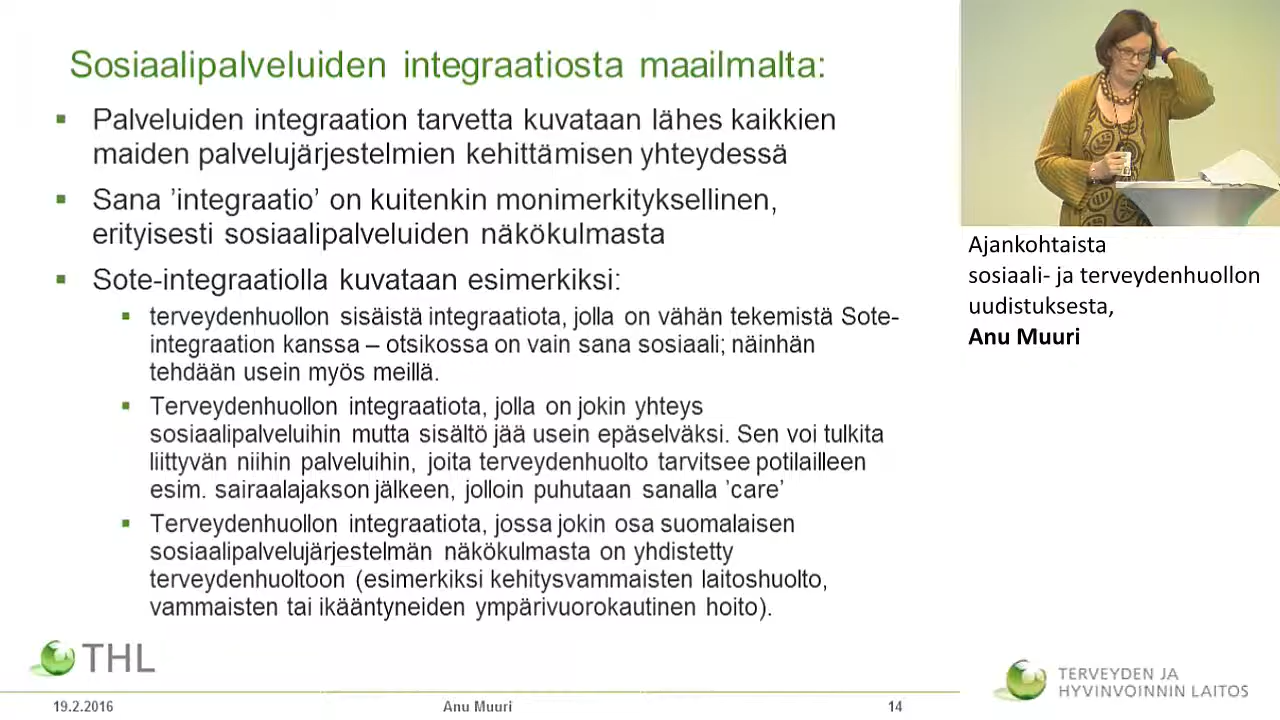 Sosiaalipalveluiden integraatiosta maailmalta:
Palveluiden integraation tarvetta kuvataan lähes kaikkien
maiden palvelujärjestelmien kehittämisen yhteydessä
Sana ’integraatio’ on kuitenkin monimerkityksellinen,
erityisesti sosiaalipalveluiden näkökulmasta
Sote-integraatiolla kuvataan esimerkiksi:
terveydenhuollon sisäistä integraatiota, jolla on vähän tekemistä Sote-
integraation kanssa – otsikossa on vain sana sosiaali; näinhän
tehdään usein myös meillä.
Terveydenhuollon integraatiota, jolla on jokin yhteys
sosiaalipalveluihin mutta sisältö jää usein epäselväksi. Sen voi tulkita
liittyvän niihin palveluihin, joita terveydenhuolto tarvitsee potilailleen
esim. sairaalajakson jälkeen, jolloin puhutaan sanalla ’care’
Terveydenhuollon integraatiota, jossa jokin osa suomalaisen
sosiaalipalvelujärjestelmän näkökulmasta on yhdistetty
terveydenhuoltoon (esimerkiksi kehitysvammaisten laitoshuolto,
vammaisten tai ikääntyneiden ympärivuorokautinen hoito).
THL
19.2.2016
Anu Muuri
14
Ajankohtaista
sosiaali- ja terveydenhuollon
uudistuksesta,
Anu Muuri
TERVEYDEN JA
HYVINVOINNIN LAITOS